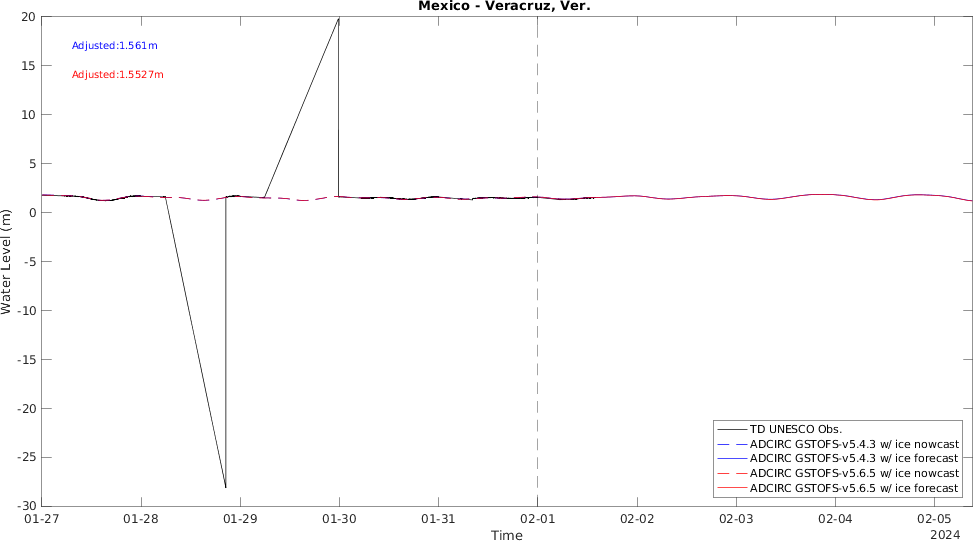 Mexico - Veracruz, Ver.
20
Adjusted:1.561m
15
Adjusted:1.5527m
10
5
0
-5
-10
-15
-20
-25
-30
Water Level (m)
TD UNESCO Obs.
ADCIRC GSTOFS-v5.4.3 w/ ice nowcast
ADCIRC GSTOFS-v5.4.3 w/ ice forecast
ADCIRC GSTOFS-v5.6.5 w/ ice nowcast
ADCIRC GSTOFS-v5.6.5 w/ ice forecast
01-27 01-28 01-29 01-30 01-31 02-01 02-02 02-03 02-04 02-05
2024
Time